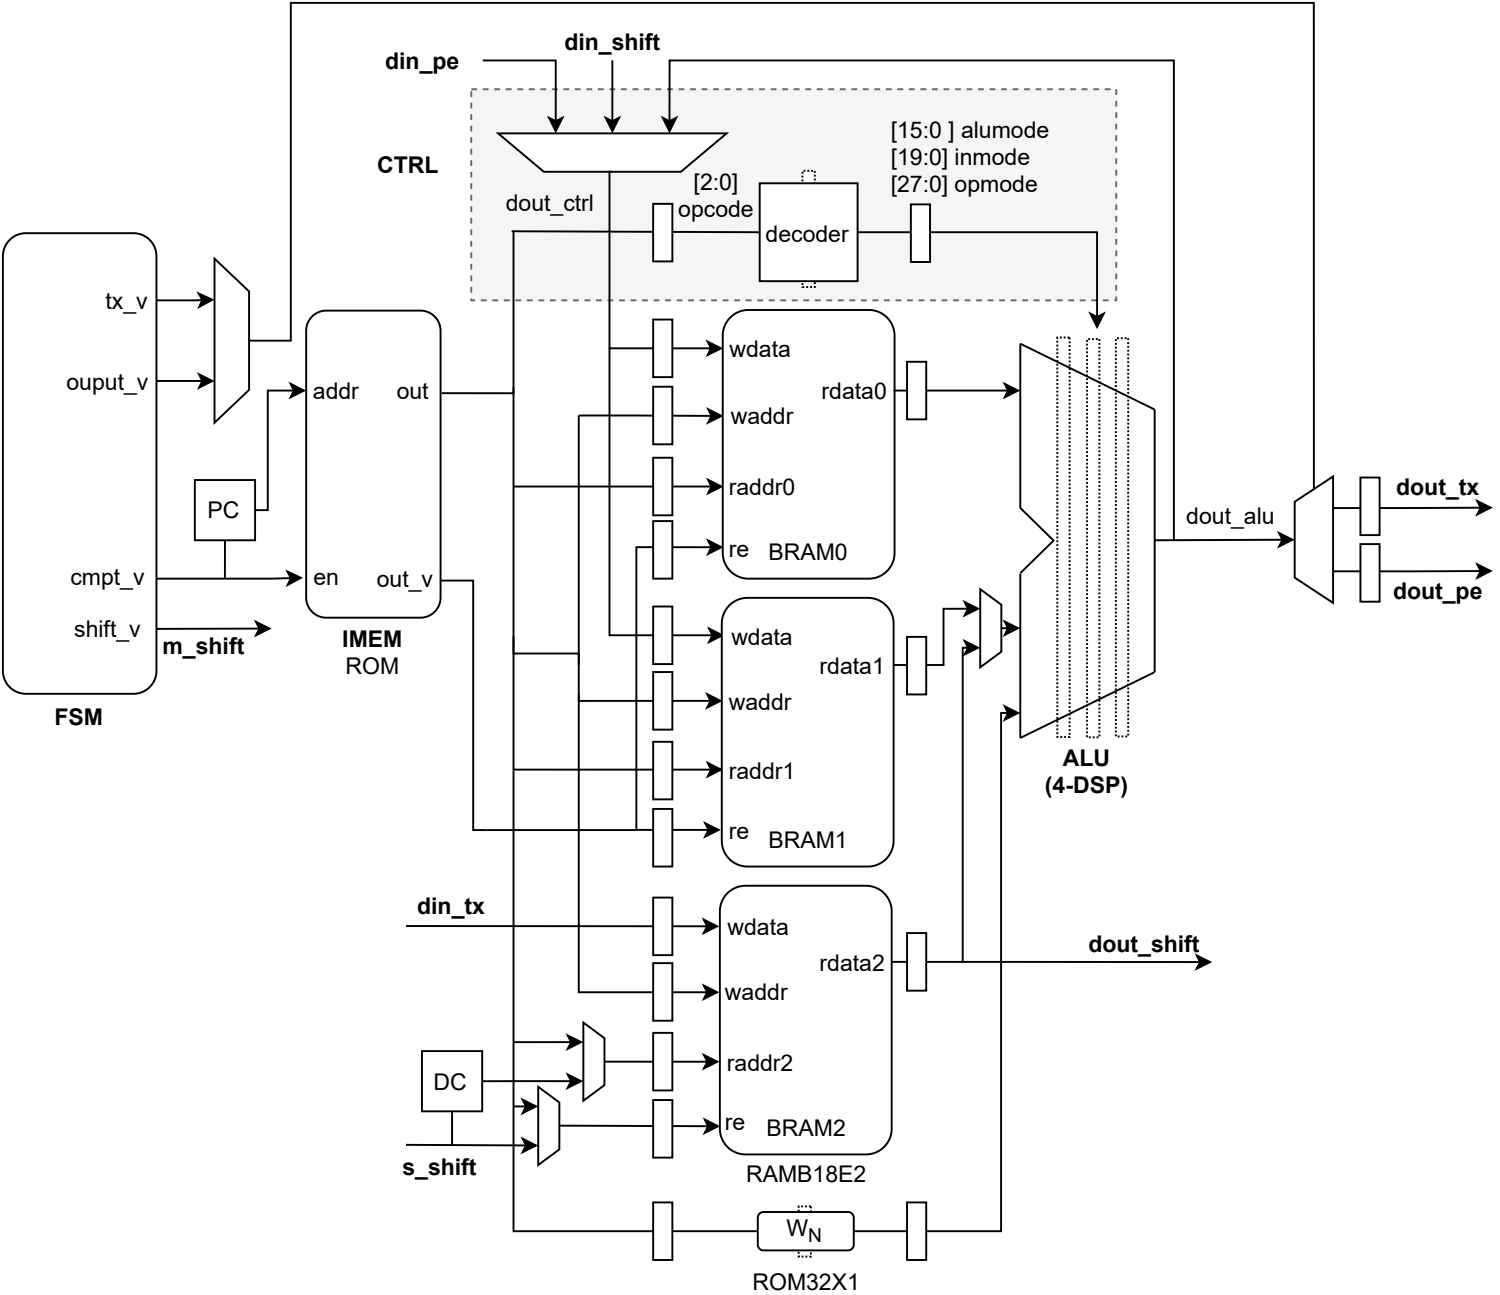 din_shift
din_pe
CTRL
[15:0 ] alumode
[19:0] inmode
[27:0] opmode
[2:0]
opcode
dout_ctrl
decoder
tx_v
ouput_v
PC
cmpt_v
shift_v
m_shift
FSM
addr
out
en
out_v
IMEM
ROM
wdata
waddr
raddr0
re
BRAM0
rdata0
wdata
waddr
raddr1
re
BRAM1
rdata1
ALU
(4-DSP)
dout_alu
dout_tx
dout_pe
din_tx
wdata
waddr
raddr2
re
BRAM2
rdata2
dout_shift
DC
s_shift
RAMB18E2
WN
ROM32X1